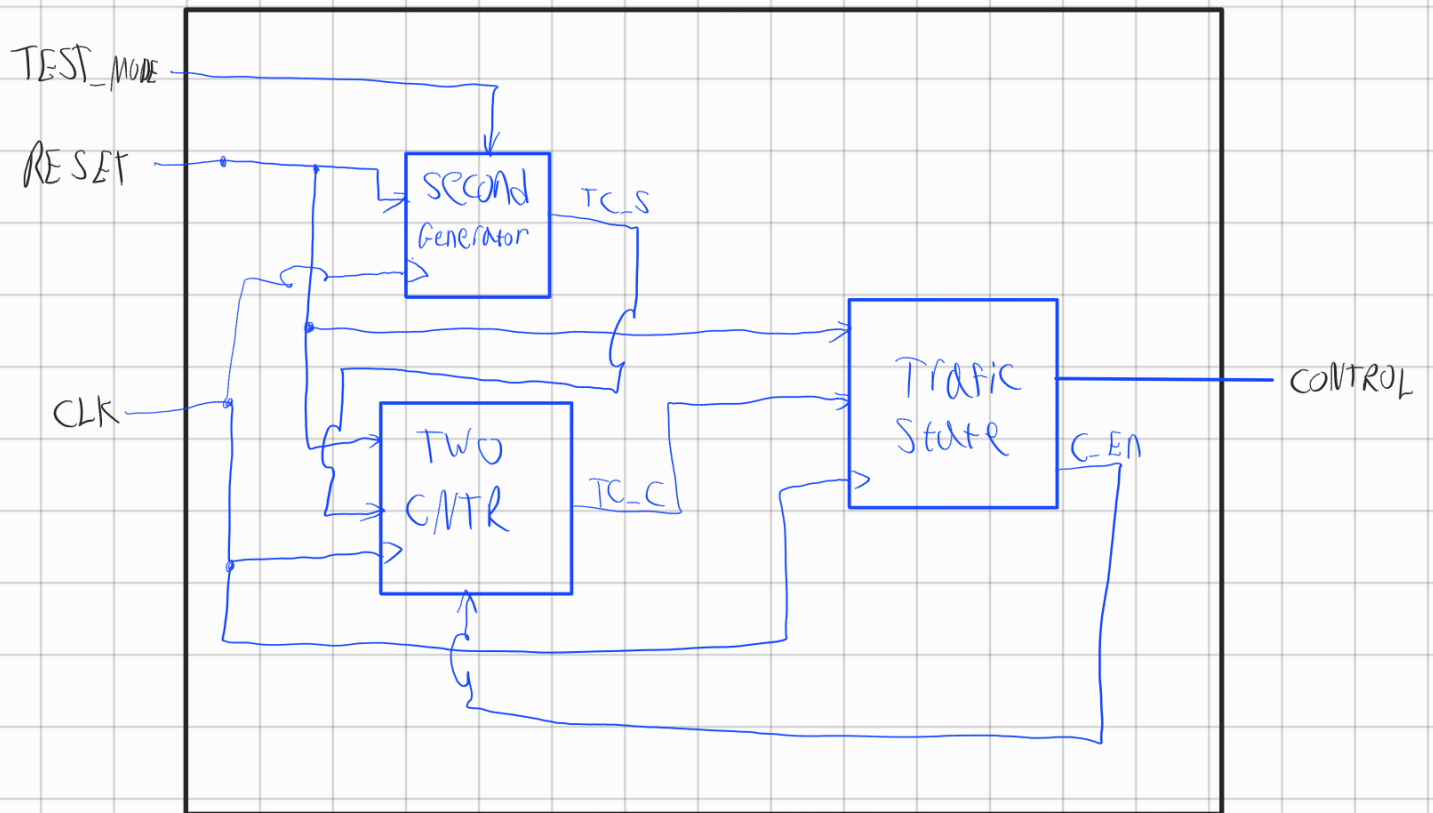 TEST_MODE
RESET
second
Generator
TC_S
CLK
TWO
CNTR
TC_C
Trafic
State
C_En
CONTROL